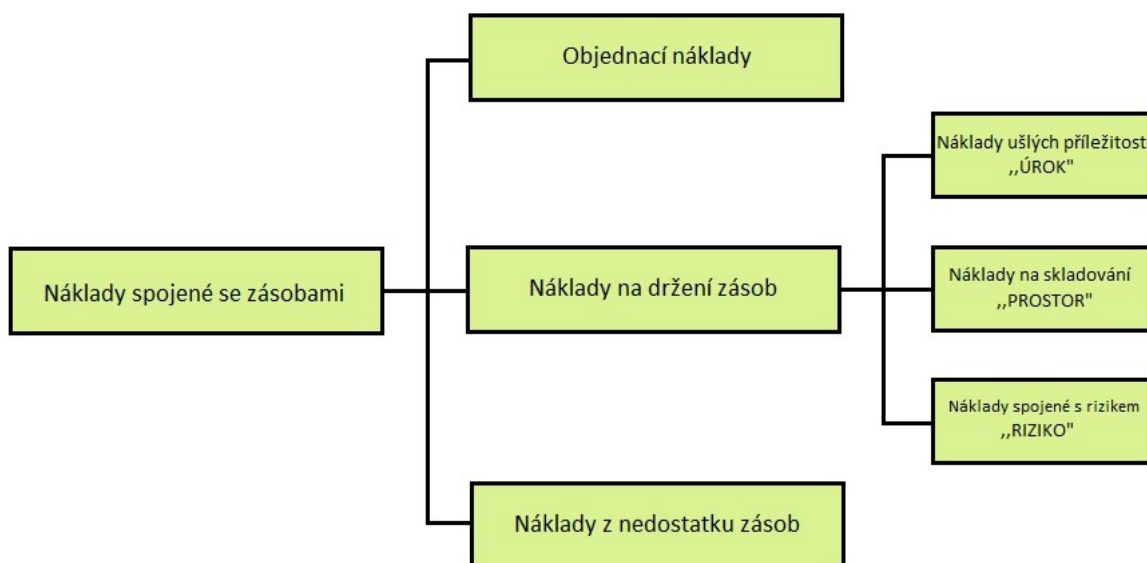 Objednací náklady
Náklady ušlých příležitost
,,ÚROK"
Náklady spojené se zásobami
Náklady na držení zásob
Náklady na skladování
,,PROSTOR"
Náklady spojené s rizikem
,,RIZIKO"
Náklady z nedostatku zásob